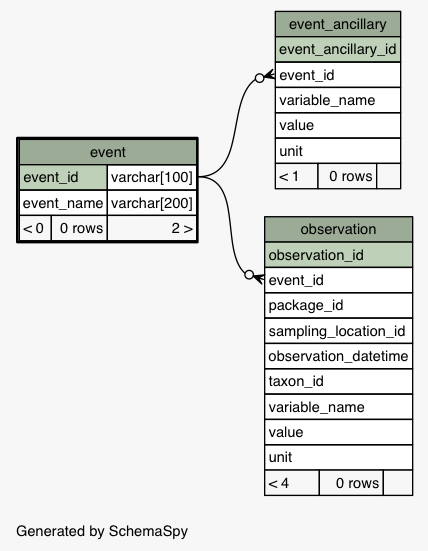 event_ancillary
event_ancillary_id
event_id
variable_name
value
unit
< 1 0 rows
event
event_id varchar[100]
event_name varchar[200]
< 0 0 rows 2 >
observation
observation_id
event_id
package_id
sampling_location_id
observation_datetime
taxon_id
variable_name
value
unit
< 4 0 rows
Generated by SchemaSpy